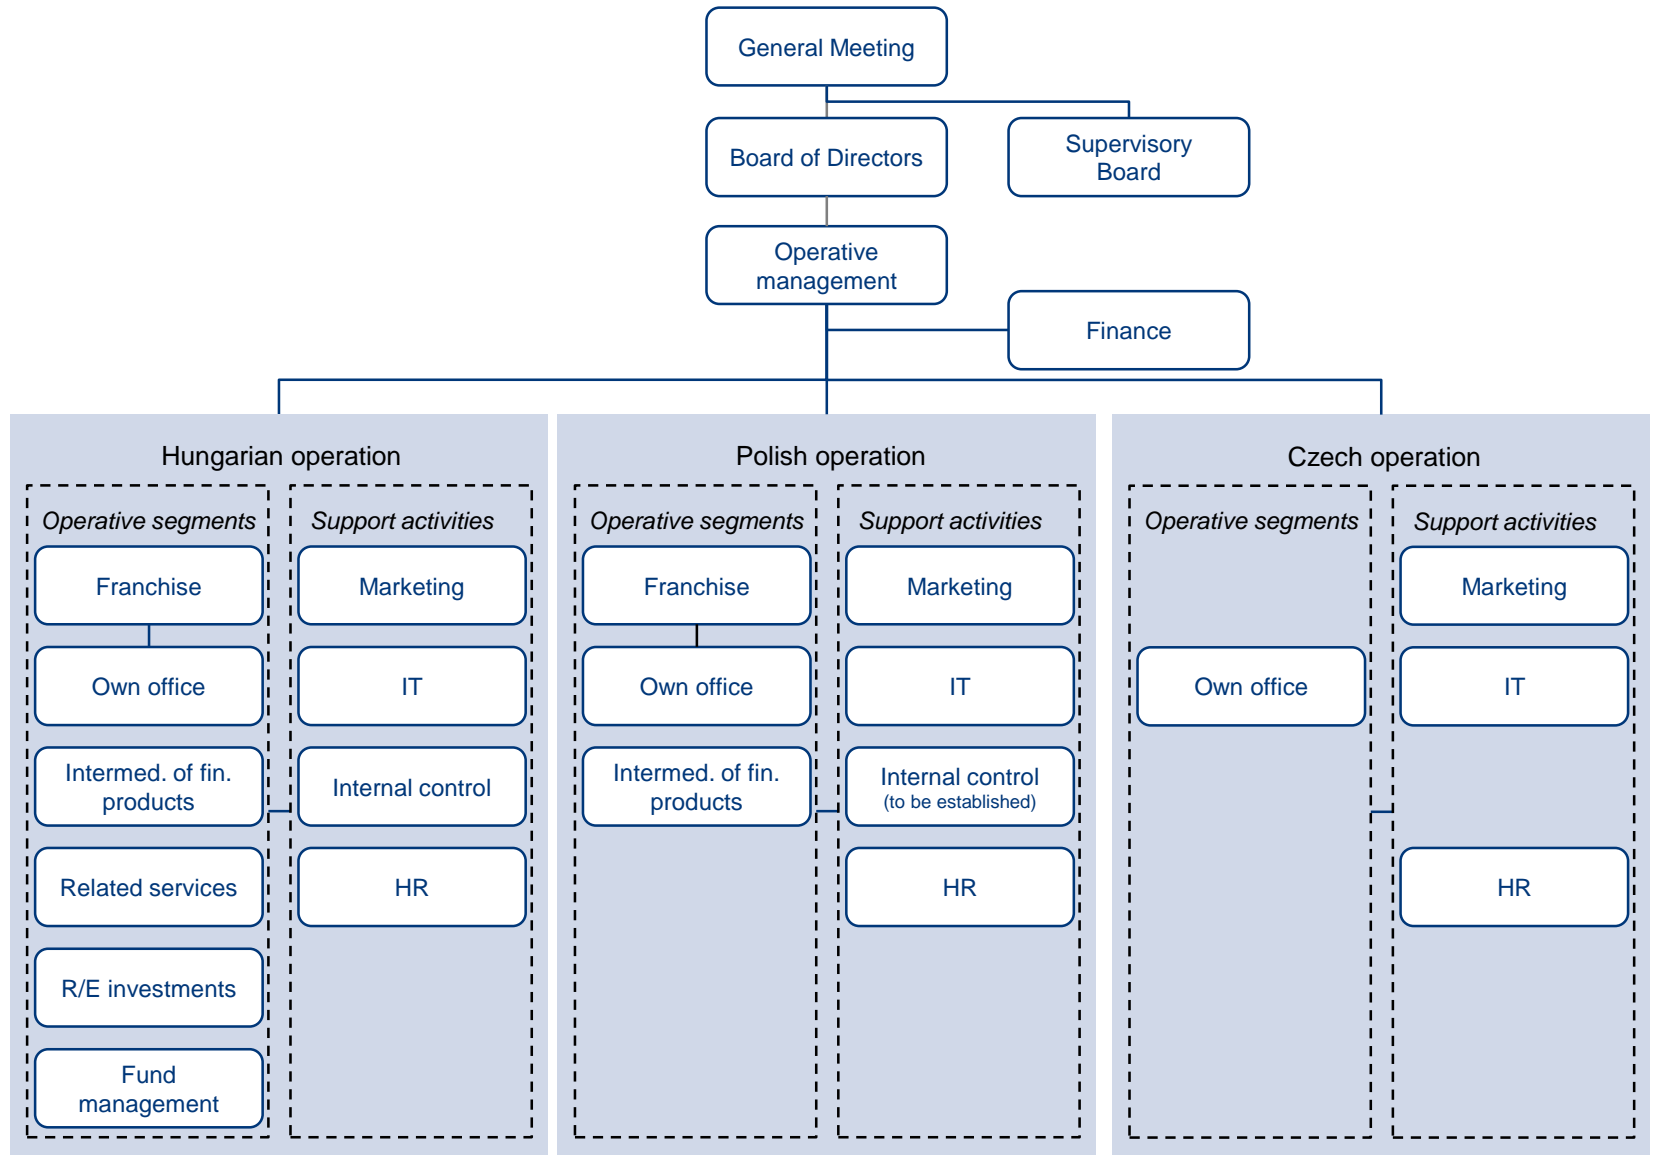 General Meeting
Board of Directors
Supervisory
Board
Operative
management
Finance
Hungarian operation
Operative segments
Franchise
Own office
Intermed. of fin.
products
Related services
R/E investments
Fund
management
Support activities
Marketing
IT
Internal control
HR
Polish operation
Operative segments
Franchise
Own office
Intermed. of fin.
products
Support activities
Marketing
IT
Internal control
(to be established)
HR
Czech operation
Operative segments
Own office
Support activities
Marketing
IT
HR